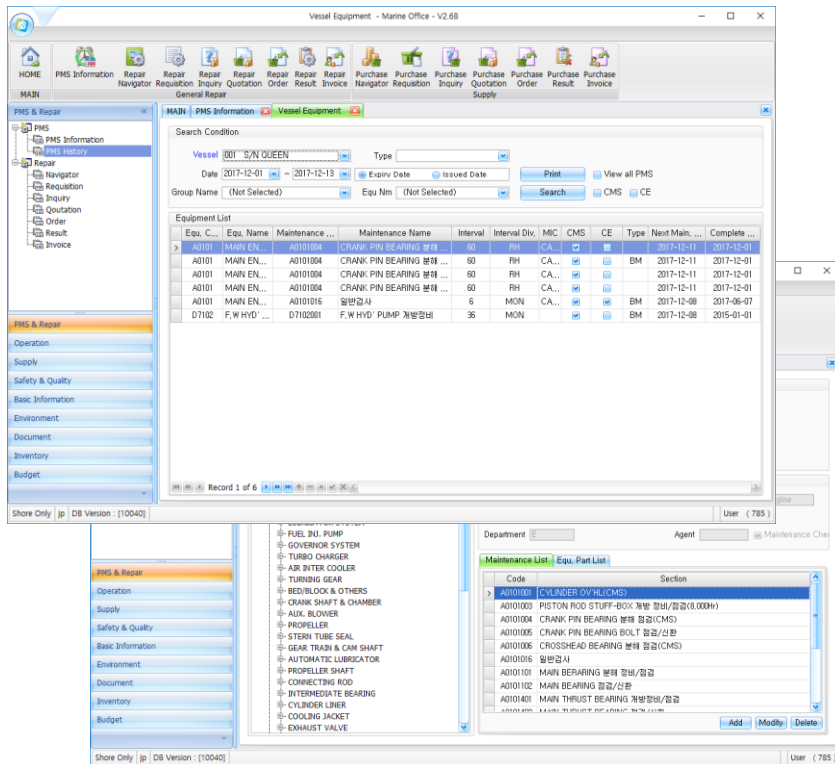 Vessel Equipment - Marine Office - V2.68
HOME
PMS Information
Repair Navigator
Repair Requisition
Repair Inquiry
Repair Quotation
Repair Order
Repair Result
Repair Invoice
Purchase Navigator
Purchase Requisition
Purchase Inquiry
Purchase Quotation
Purchase Order
Purchase Result
Purchase Invoice
MAIN General Repair Supply
PMS & Repair «
PMS
PMS Information
PMS History
Repair
Navigator
Requisition
Inquiry
Qoutation
Order
Result
Invoice
PMS & Repair
Operation
Supply
Safety & Quality
Basic Information
Environment
Document
Inventory
Budget
MAIN PMS Information Vessel Equipment
Search Condition
Vessel 001 S/N QUEEN Type
Date 2017-12-01 ~ 2017-12-13 Expiry Date Issued Date Print View all PMS
Group Name (Not Selected) Equ Nm (Not Selected) Search CMS CE
Equipment List
Equ, C... Equ, Name Maintenance ... Maintenance Name Interval Interval Div, MIC CMS CE Type Next Main, ... Complete ...
A0101 MAIN EN... A0101004 CRANK PIN BEARING 분해 ... 60 RH CA... 2017-12-11 2017-12-01
A0101 MAIN EN... A0101004 CRANK PIN BEARING 분해 ... 60 RH CA... BM 2017-12-11 2017-12-01
A0101 MAIN EN... A0101004 CRANK PIN BEARING 분해 ... 60 RH CA... 2017-12-11 2017-12-01
A0101 MAIN EN... A0101004 CRANK PIN BEARING 분해 ... 60 RH CA... 2017-12-11 2017-12-01
A0101 MAIN EN... A0101016 일반검사 6 MON CA... BM 2017-12-08 2017-06-07
D7102 F,W HYD' ... D7102001 F,W HYD' PUMP 개방정비 36 MON BM 2017-12-08 2015-01-01
Record 1 of 6
Shore Only jp DB Version : [10040] User ( 785 )
PMS & Repair
Operation
Supply
Safety & Quality
Basic Information
Environment
Document
Inventory
Budget
FUEL INJ. PUMP
GOVERNOR SYSTEM
TURBO CHARGER
AIR INTER COOLER
TURNING GEAR
BED/BLOCK & OTHERS
CRANK SHAFT & CHAMBER
AUX. BLOWER
PROPELLER
STERN TUBE SEAL
GEAR TRAIN & CAM SHAFT
AUTOMATIC LUBRICATOR
PROPELLER SHAFT
CONNECTING ROD
INTERMEDIATE BEARING
CYLINDER LINER
COOLING JACKET
EXHAUST VALVE
Department E Agent Maintenance Che
Maintenance List Equ, Part List
Code Section
A0101001 CYLINDER OV'HL(CMS)
A0101003 PISTON ROD STUFF-BOX 개방 정비/점검(8,000Hr)
A0101004 CRANK PIN BEARING 분해 점검(CMS)
A0101005 CRANK PIN BEARING BOLT 점검/신환
A0101006 CROSSHEAD BEARING 분해 점검(CMS)
A0101016 일반검사
A0101101 MAIN BERARING 분해 정비/점검
A0101102 MAIN BEARING 점검/신환
A0101401 MAIN THRUST BEARING 개방정비/점검
Add Modify Delete
Shore Only jp DB Version : [10040] User ( 785 )